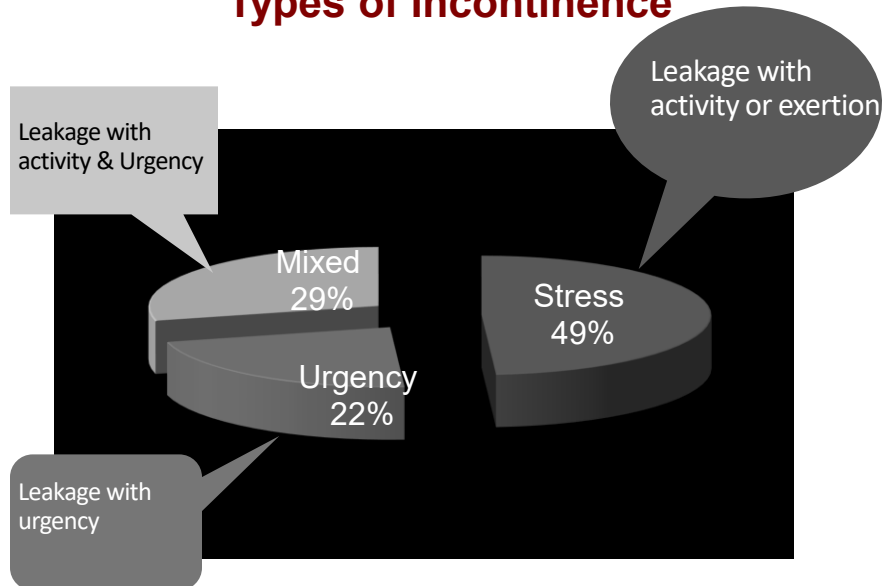 Types of Incontinence
Leakage with
activity or exertion
Leakage with
activity & Urgency
Mixed
29%
Stress
49%
Urgency
22%
Leakage with
urgency